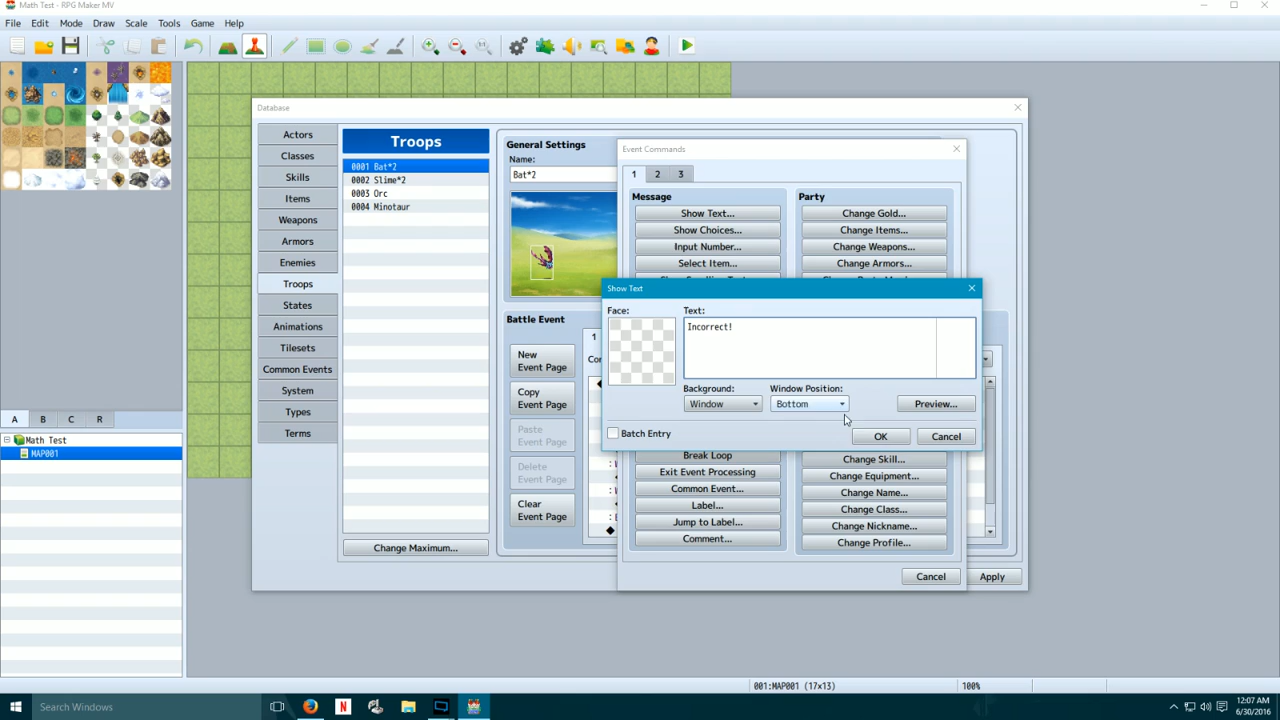 Math Test - RPG Maker MV
File Edit Mode Draw Scale Tools Game Help
Database
Actors
Classes
Skills
Items
Weapons
Armors
Enemies
Troops
States
Animations
Tilesets
Common Events
System
Types
Terms
Troops
0001 Bat*2
0002 Slime*2
0003 Orc
0004 Minotaur
Change Maximum...
General Settings
Name:
Bat*2
Battle Event
1
New
Event Page
Copy
Event Page
Paste
Event Page
Delete
Event Page
Clear
Event Page
Event Commands
1 2 3
Message
Show Text...
Show Choices...
Input Number...
Select Item...
Party
Change Gold...
Change Items...
Change Weapons...
Change Armors...
Show Text
Face:
Text:
Incorrect!
Background:
Window
Window Position:
Bottom
Preview...
Batch Entry
OK
Cancel
Break Loop
Exit Event Processing
Common Event...
Label...
Jump to Label...
Comment...
Change Skill...
Change Equipment...
Change Name...
Change Class...
Change Nickname...
Change Profile...
Cancel
Apply
A B C R
Math Test
MAP001
001:MAP001 (17x13)
100%
Search Windows
12:07 AM
6/30/2016